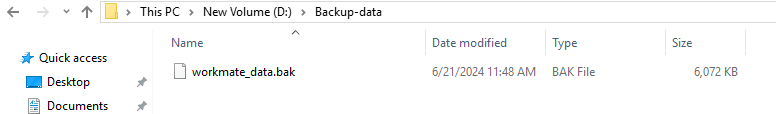 This PC > New Volume (D:) > Backup-data
Name Date modified Type Size
Quick access
workmate_data.bak 6/21/2024 11:48 AM BAK File 6,072 KB
Desktop
Documents